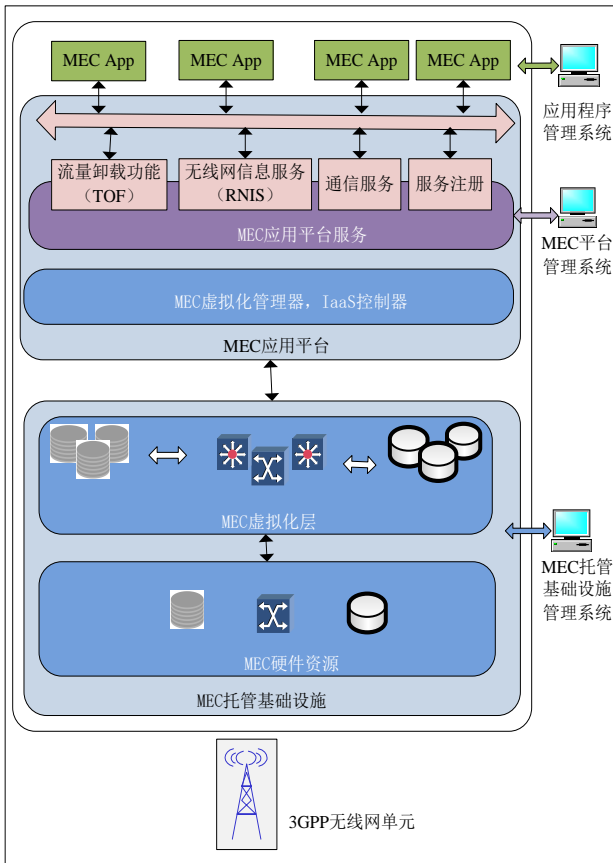 MEC App
MEC App
MEC App
MEC App
应用程序
管理系统
流量卸载功能
（TOF）
无线网信息服务
（RNIS）
通信服务
服务注册
MEC应用平台服务
MEC平台
管理系统
MEC虚拟化管理器，IaaS控制器
MEC应用平台
MEC虚拟化层
MEC托管
基础设施
管理系统
MEC硬件资源
MEC托管基础设施
3GPP无线网单元